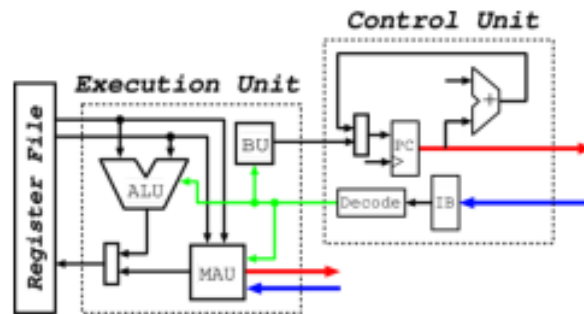 Control Unit
Execution Unit
Register File
BU
PC
+
ALU
Decode
IB
MAU